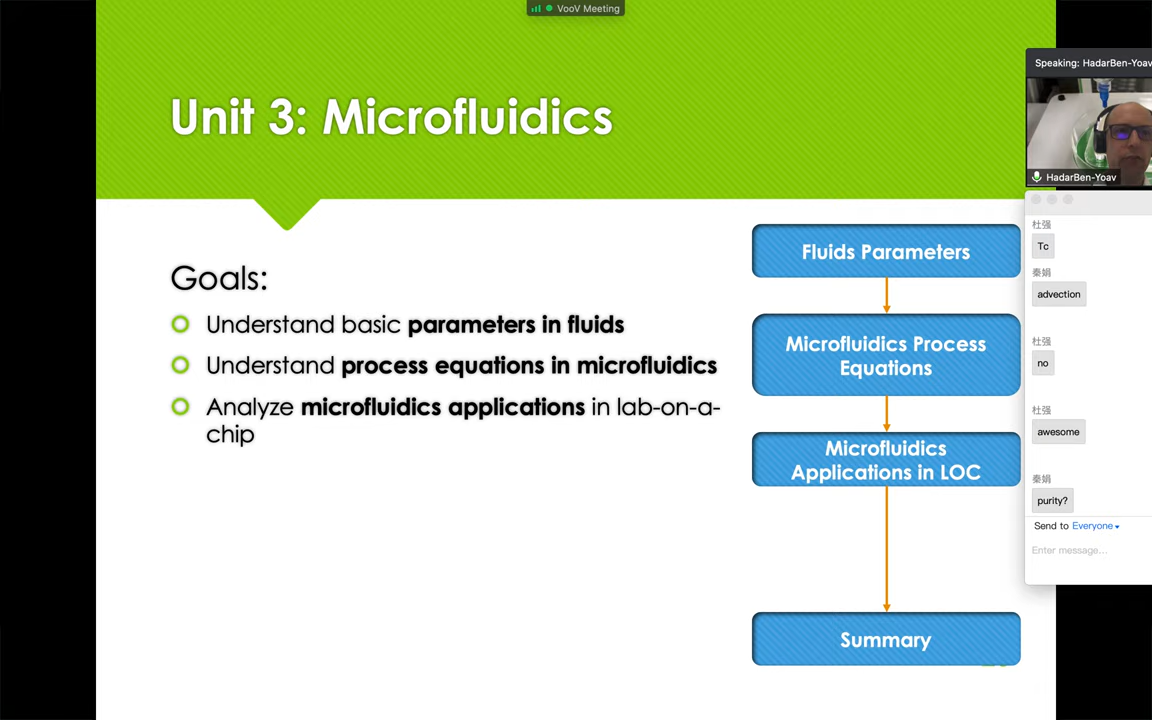 VooV Meeting
Unit 3: Microfluidics
Goals:
Understand basic parameters in fluids
Understand process equations in microfluidics
Analyze microfluidics applications in lab-on-a-
chip
Fluids Parameters
Microfluidics Process
Equations
Microfluidics
Applications in LOC
Summary
Speaking: HadarBen-Yoav
HadarBen-Yoav
杜强
Tc
秦娟
advection
杜强
no
杜强
awesome
秦娟
purity?
Send to Everyone
Enter message...